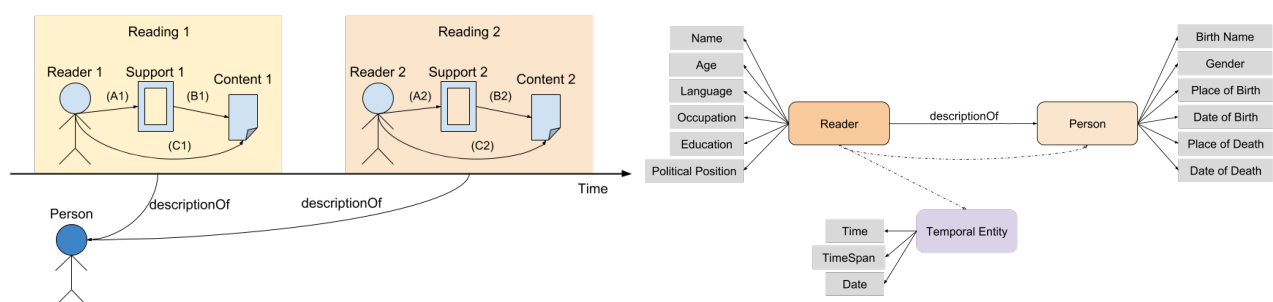 Reading 1
Reader 1
Support 1
Content 1
(A1)
(B1)
(C1)
Reading 2
Reader 2
Support 2
Content 2
(A2)
(B2)
(C2)
Time
descriptionOf
descriptionOf
Person
Name
Age
Language
Occupation
Education
Political Position
Reader
descriptionOf
Person
Birth Name
Gender
Place of Birth
Date of Birth
Place of Death
Date of Death
Temporal Entity
Time
TimeSpan
Date